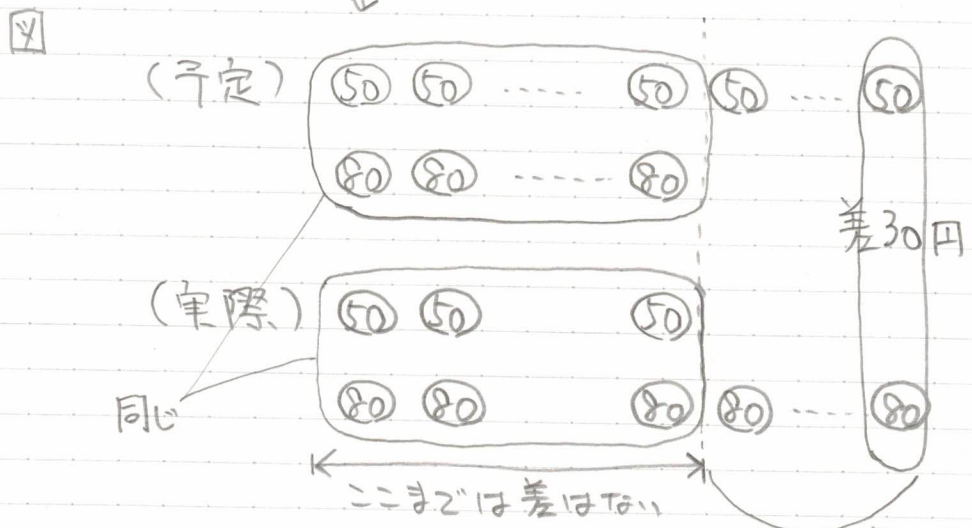 図
(予定) 50 50 ...... 50 50 ..... 50
80 80 ....... 80
差30円
(実際) 50 50 50
80 80 80 80 ..... 80
同じ
ここまでは差はない